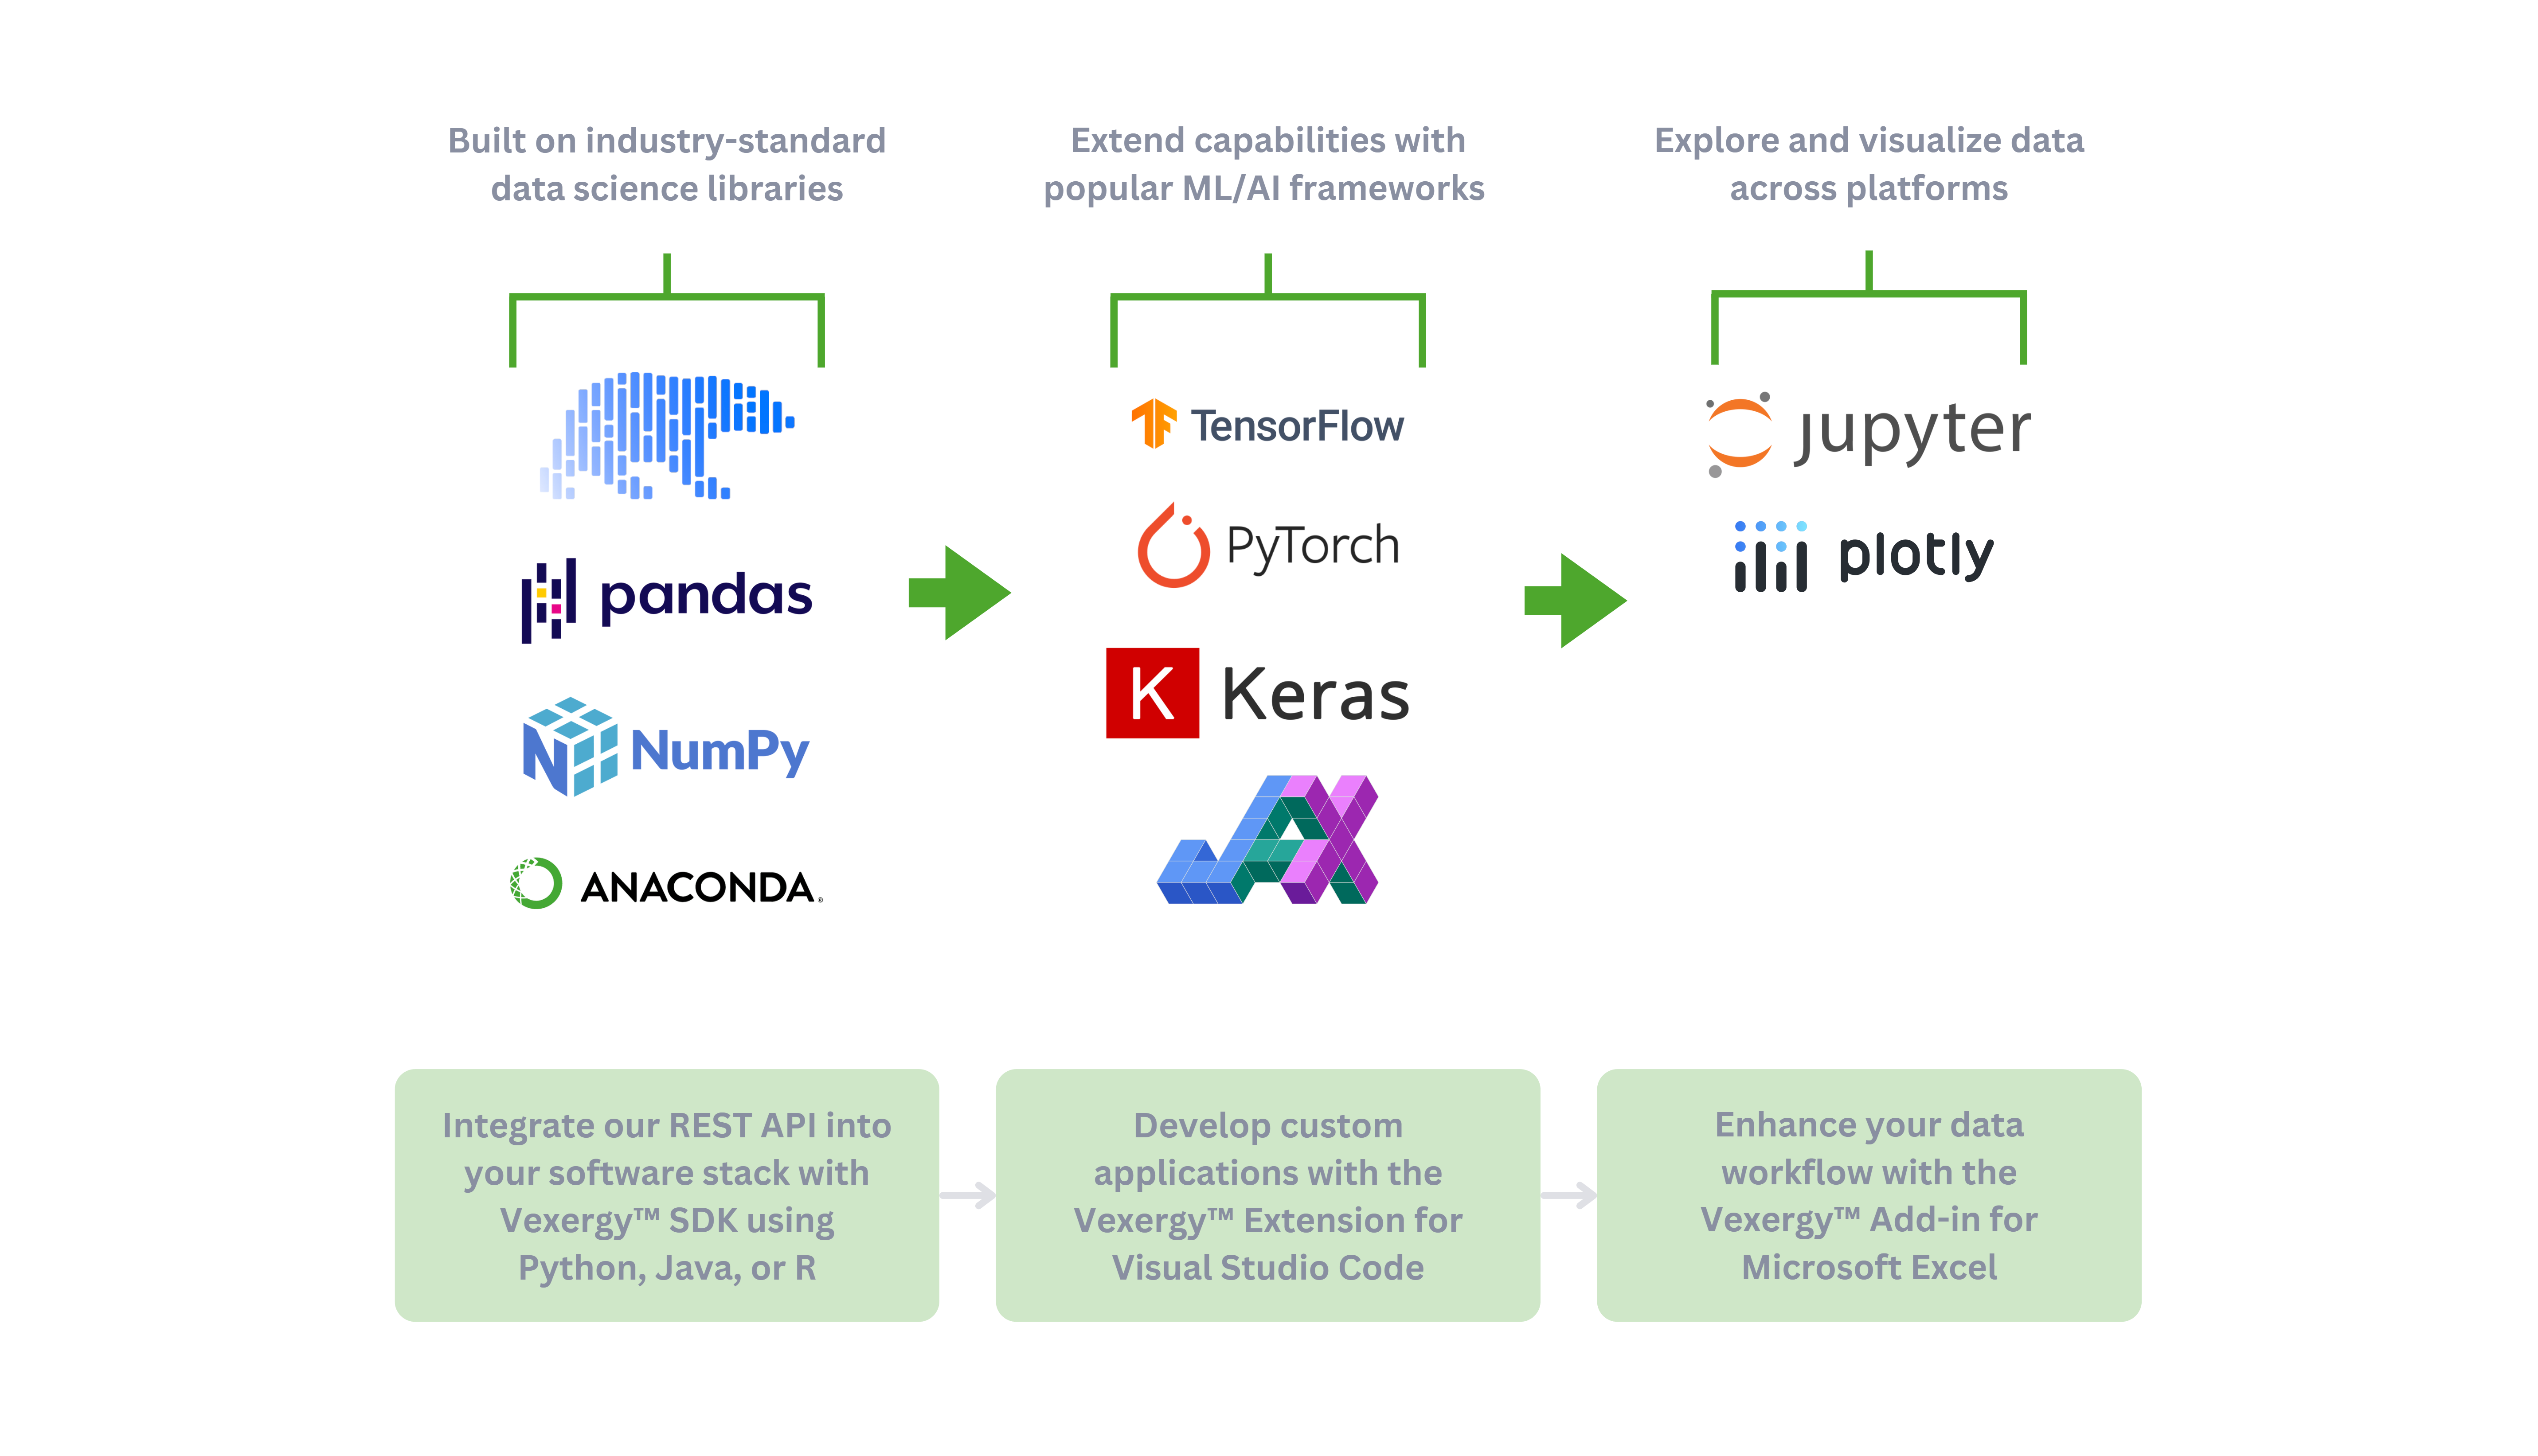 Built on industry-standard
data science libraries
Extend capabilities with
popular ML/AI frameworks
Explore and visualize data
across platforms
pandas
NumPy
ANACONDA®
TensorFlow
PyTorch
K Keras
JAX
jupyter
plotly
Integrate our REST API into
your software stack with
Vexergy™ SDK using
Python, Java, or R
Develop custom
applications with the
Vexergy™ Extension for
Visual Studio Code
Enhance your data
workflow with the
Vexergy™ Add-in for
Microsoft Excel